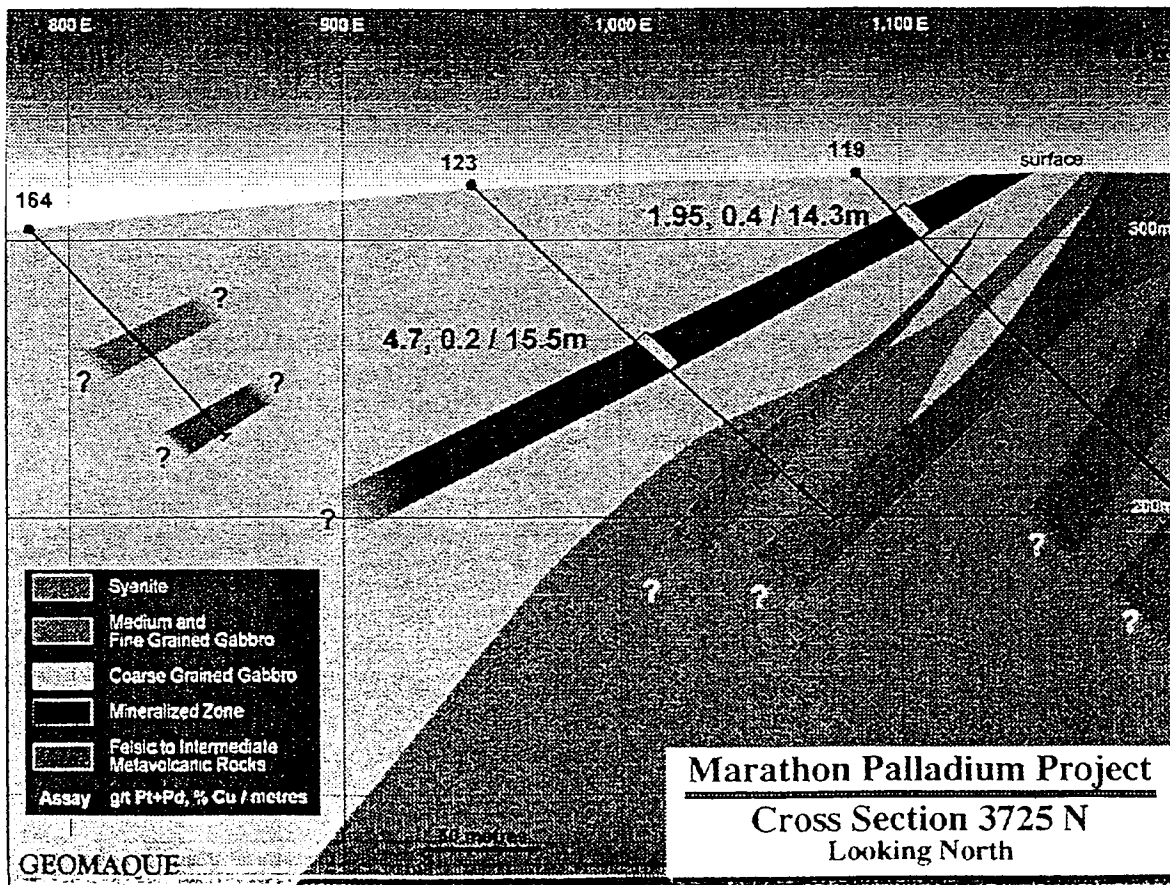 800 E
900 E
1,000 E
1,100 E
164
123
119
surface
1.95, 0.4 / 14.3m
300m
4.7, 0.2 / 15.5m
?
?
?
?
?
200m
?
?
?
?
Syenite
Medium and
Fine Grained Gabbro
Coarse Grained Gabbro
Mineralized Zone
Felsic to Intermediate
Metavolcanic Rocks
Assay g/t Pt+Pd, % Cu / metres
50 metres
GEOMAQUE
Marathon Palladium Project
Cross Section 3725 N
Looking North